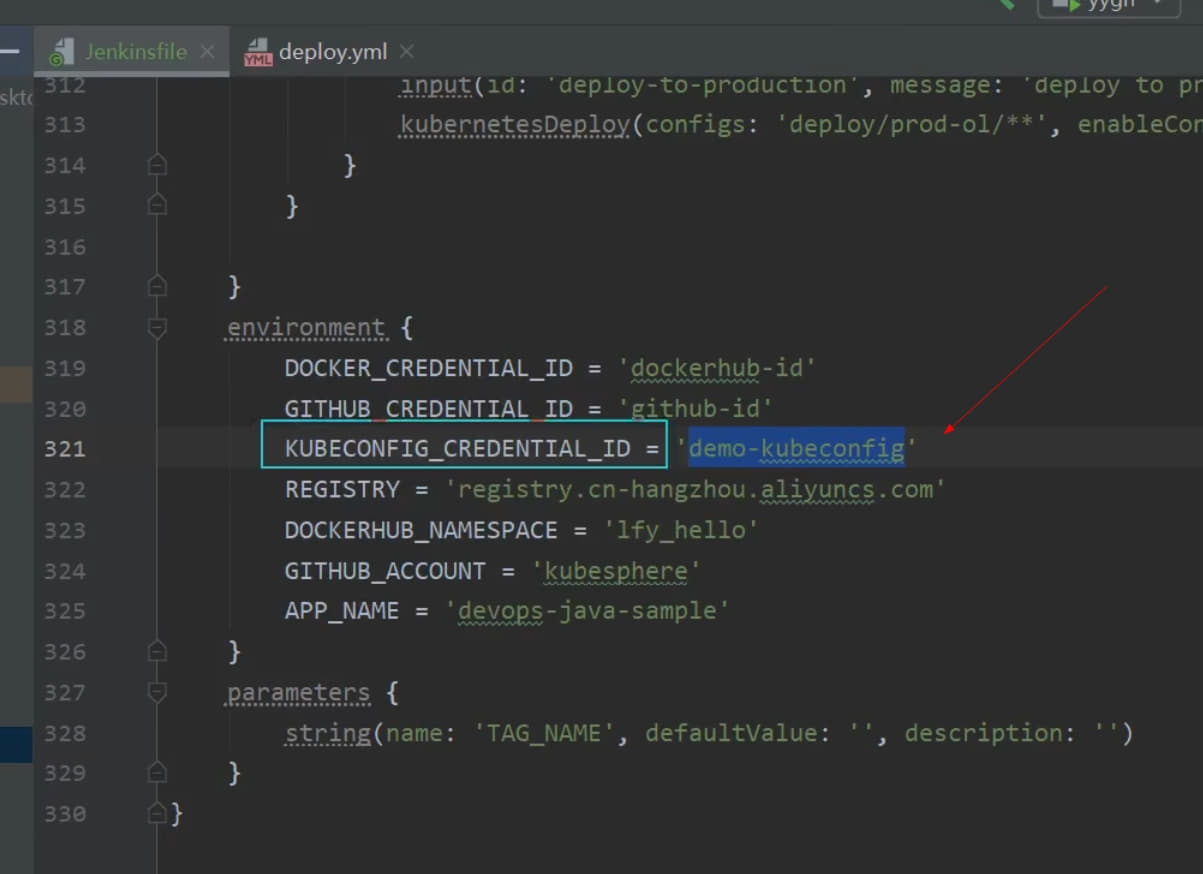 yygh
Jenkinsfile
YML deploy.yml
312 input(id: 'deploy-to-production', message: 'deploy to pr
313 kubernetesDeploy(configs: 'deploy/prod-ol/**', enableCon
314 }
315 }
316
317 }
318 environment {
319 DOCKER_CREDENTIAL_ID = 'dockerhub-id'
320 GITHUB_CREDENTIAL_ID = 'github-id'
321 KUBECONFIG_CREDENTIAL_ID = 'demo-kubeconfig'
322 REGISTRY = 'registry.cn-hangzhou.aliyuncs.com'
323 DOCKERHUB_NAMESPACE = 'lfy_hello'
324 GITHUB_ACCOUNT = 'kubesphere'
325 APP_NAME = 'devops-java-sample'
326 }
327 parameters {
328 string(name: 'TAG_NAME', defaultValue: '', description: '')
329 }
330 }